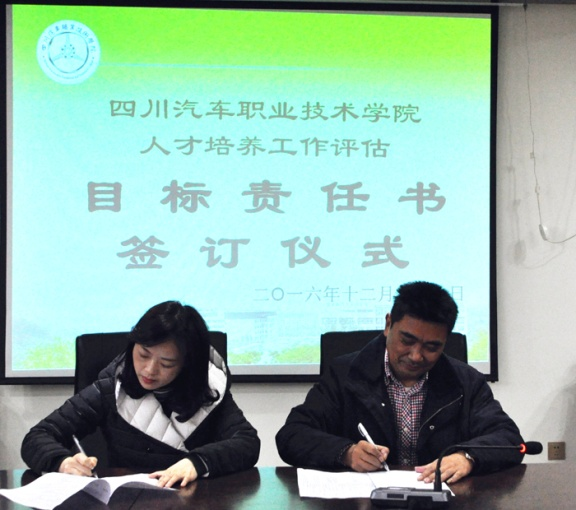 四川汽车职业技术学院
人才培养工作评估
目标责任书
签订仪式
二〇一六年十二月 日